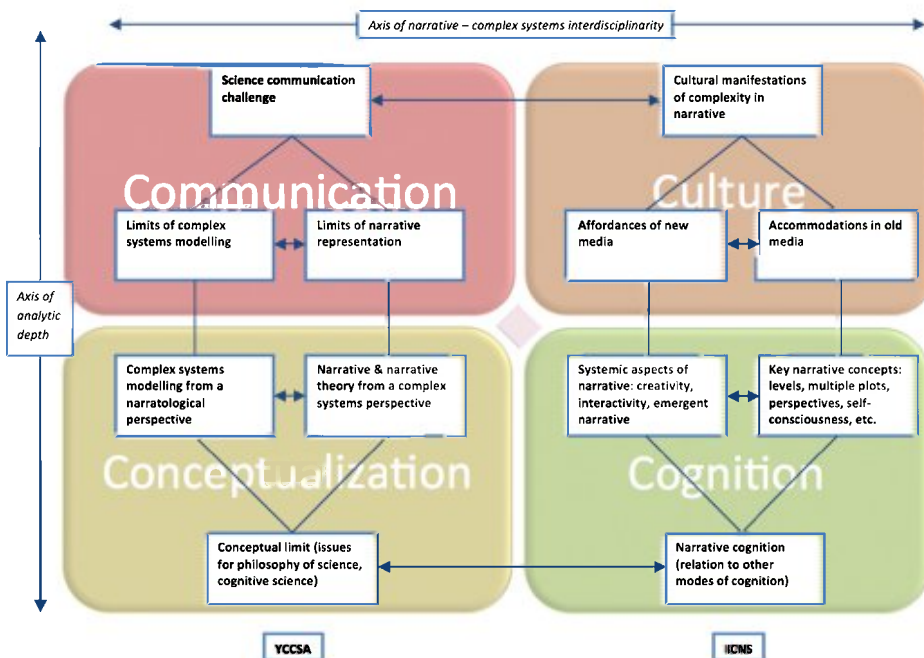 Axis of narrative – complex systems interdisciplinarity
Science communication
challenge
Cultural manifestations
of complexity in
narrative
Communication
Culture
Limits of complex
systems modelling
Limits of narrative
representation
Affordances of new
media
Accommodations in old
media
Axis of
analytic
depth
Complex systems
modelling from a
narratological
perspective
Narrative & narrative
theory from a complex
systems perspective
Systemic aspects of
narrative: creativity,
interactivity, emergent
narrative
Key narrative concepts:
levels, multiple plots,
perspectives, self-
consciousness, etc.
Conceptualization
Cognition
Conceptual limit (issues
for philosophy of science,
cognitive science)
Narrative cognition
(relation to other
modes of cognition)
YCCSA